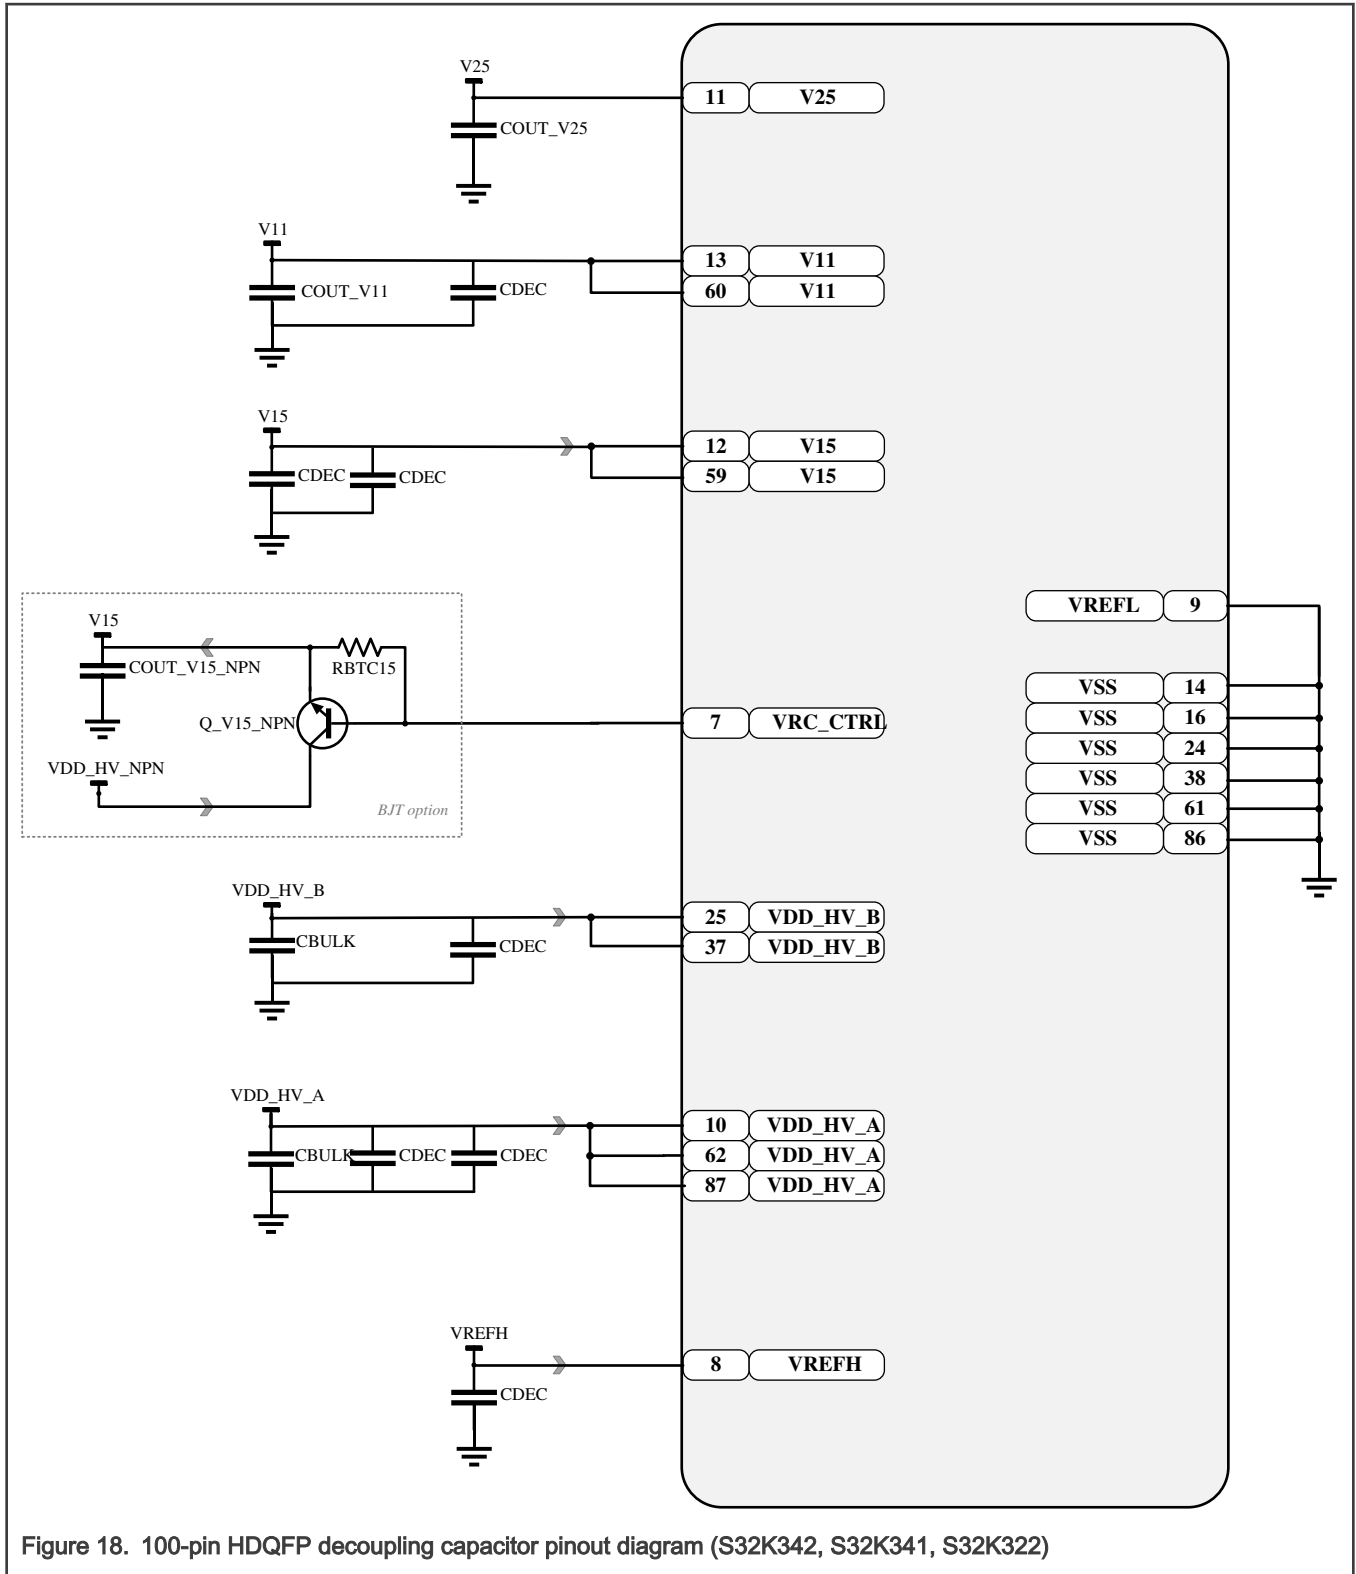 V25
11 V25
COUT_V25
V11
13 V11
COUT_V11 CDEC 60 V11
V15
12 V15
CDEC CDEC 59 V15
VREFL 9
V15
COUT_V15_NPN RBTC15
VSS 14
Q_V15_NPN 7 VRC_CTRL VSS 16
VSS 24
VDD_HV_NPN VSS 38
BJT option VSS 61
VSS 86
VDD_HV_B
25 VDD_HV_B
CBULK CDEC 37 VDD_HV_B
VDD_HV_A
10 VDD_HV_A
CBULK CDEC CDEC 62 VDD_HV_A
87 VDD_HV_A
VREFH
8 VREFH
CDEC
Figure 18. 100-pin HDQFP decoupling capacitor pinout diagram (S32K342, S32K341, S32K322)